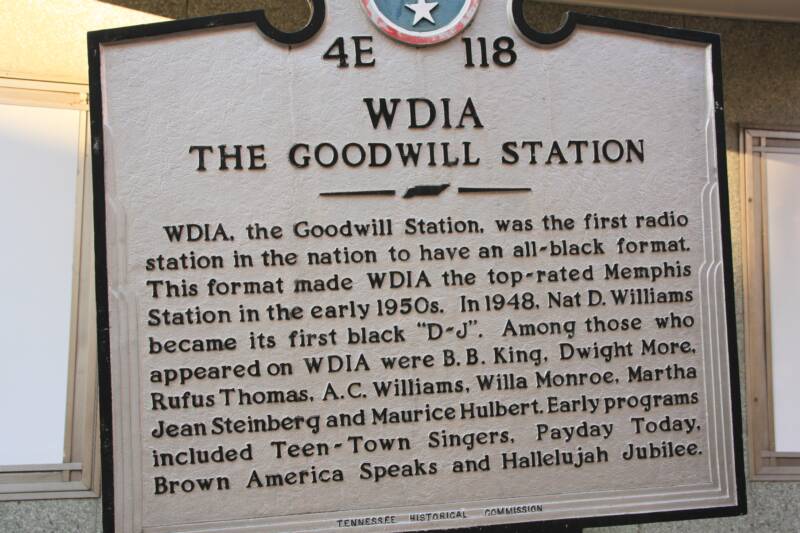 4E 118
WDIA
THE GOODWILL STATION
WDIA, the Goodwill Station, was the first radio
station in the nation to have an all-black format.
This format made WDIA the top-rated Memphis
Station in the early 1950s. In 1948, Nat D. Williams
became its first black "D-J". Among those who
appeared on WDIA were B.B. King, Dwight More,
Rufus Thomas, A.C. Williams, Willa Monroe, Martha
Jean Steinberg and Maurice Hulbert. Early programs
included Teen-Town Singers, Payday Today,
Brown America Speaks and Hallelujah Jubilee.
TENNESSEE HISTORICAL COMMISSION